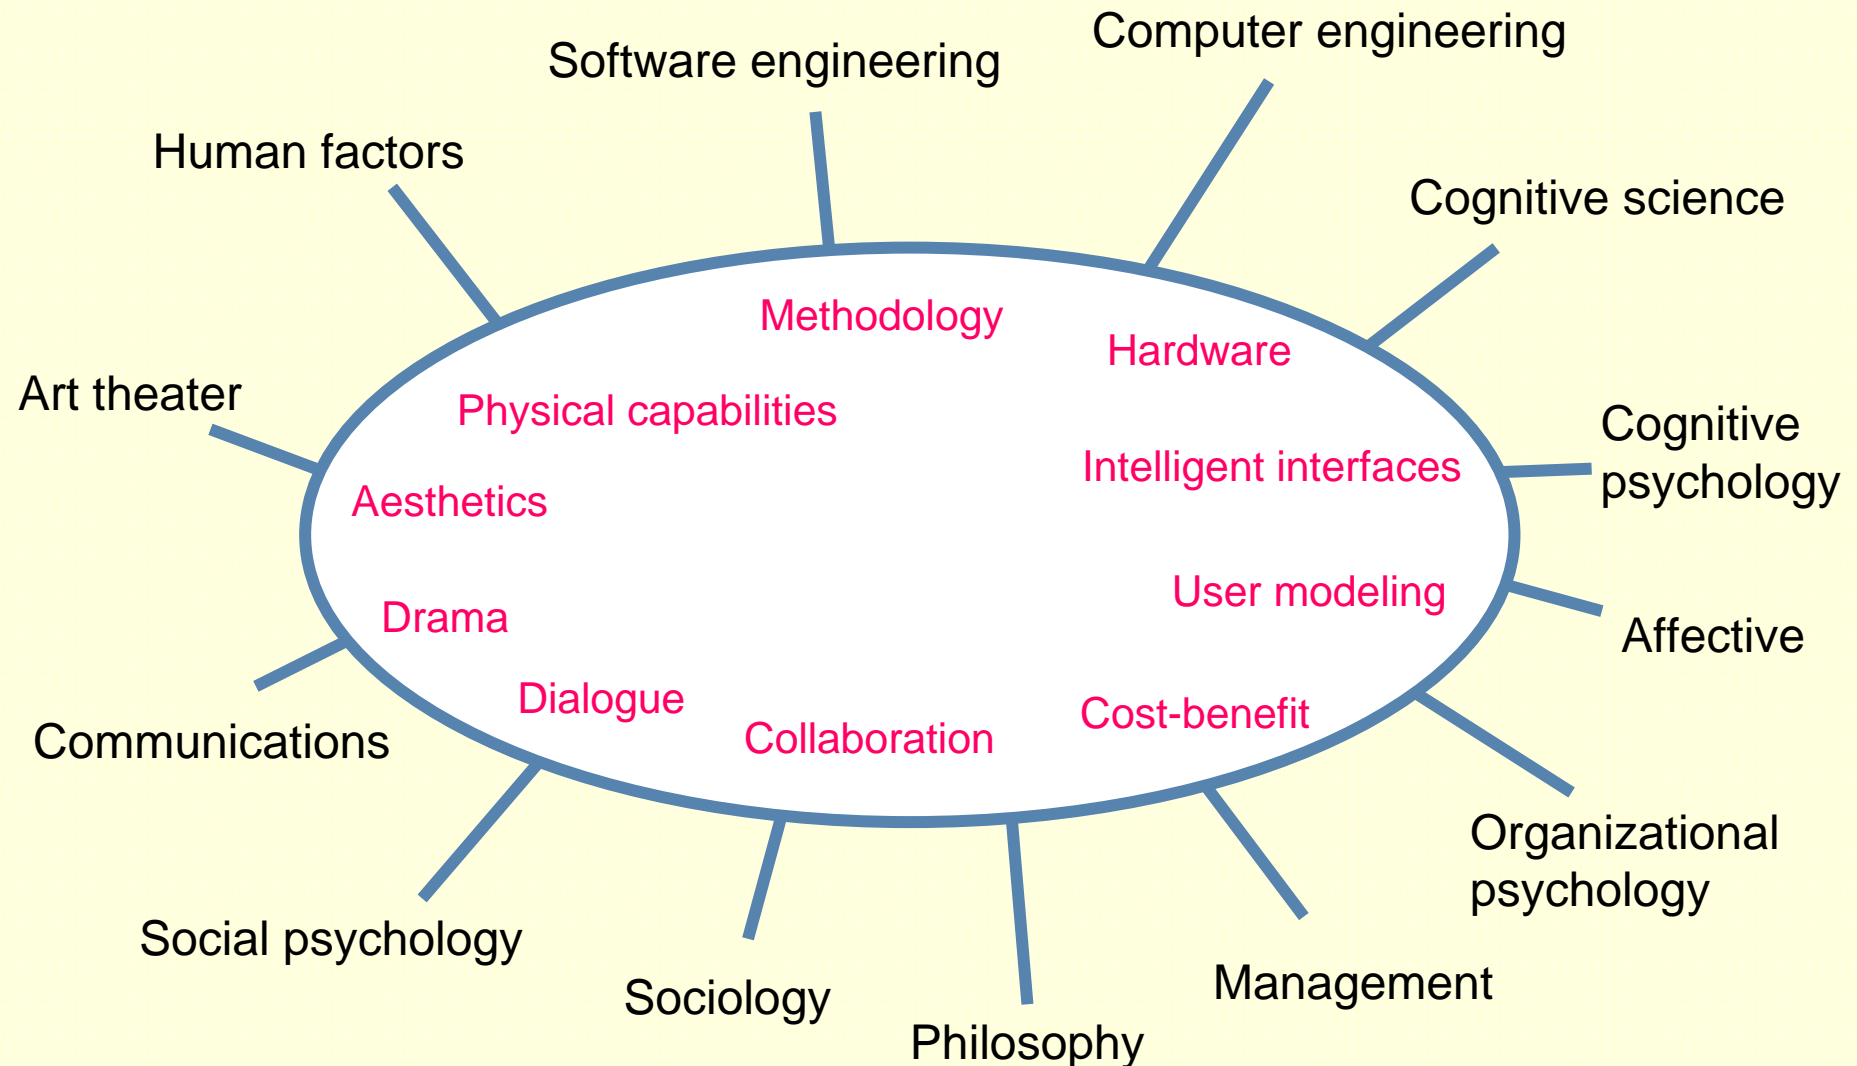 Computer engineering
Software engineering
Human factors
Cognitive science
Methodology
Hardware
Art theater
Physical capabilities
Cognitive
psychology
Intelligent interfaces
Aesthetics
User modeling
Drama
Affective
Dialogue
Collaboration
Cost-benefit
Communications
Organizational
psychology
Social psychology
Sociology
Management
Philosophy